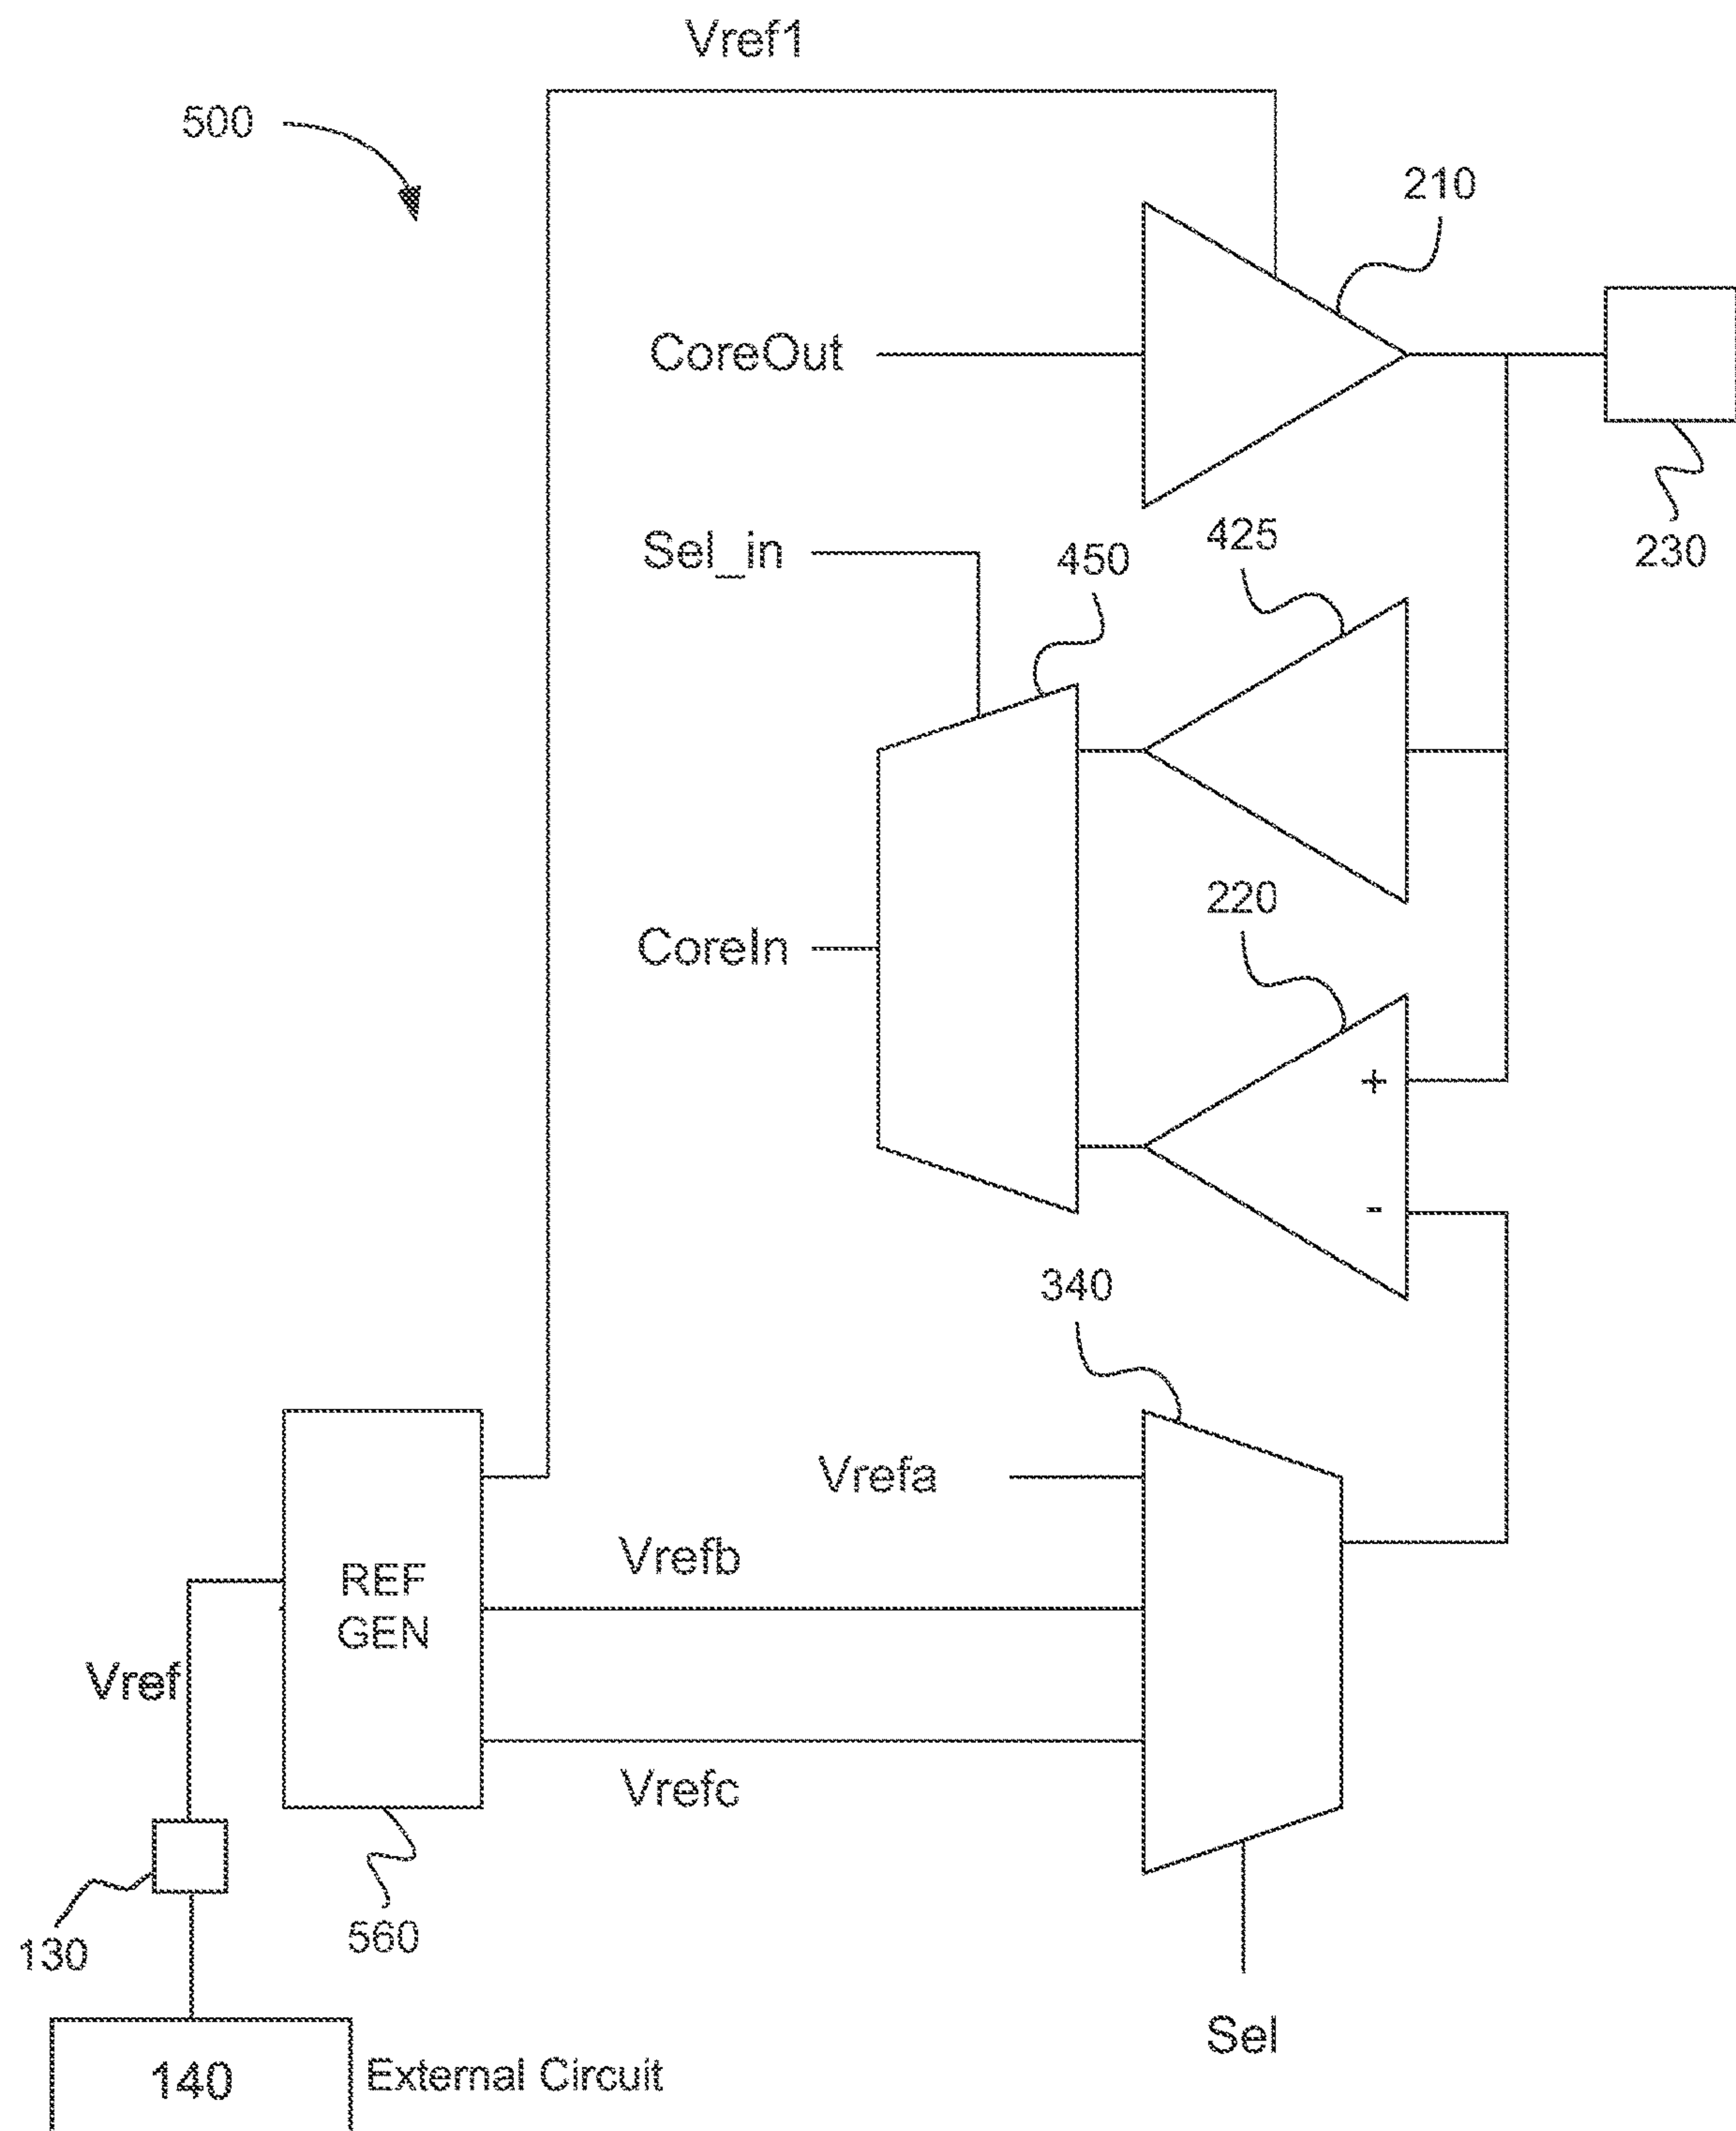 Vref1
500
210
CoreOut
230
Sel_in
450
425
220
CoreIn
+
-
340
Vrefa
Vrefb
REF
GEN
Vref
Vrefc
130
560
Sel
140
External Circuit